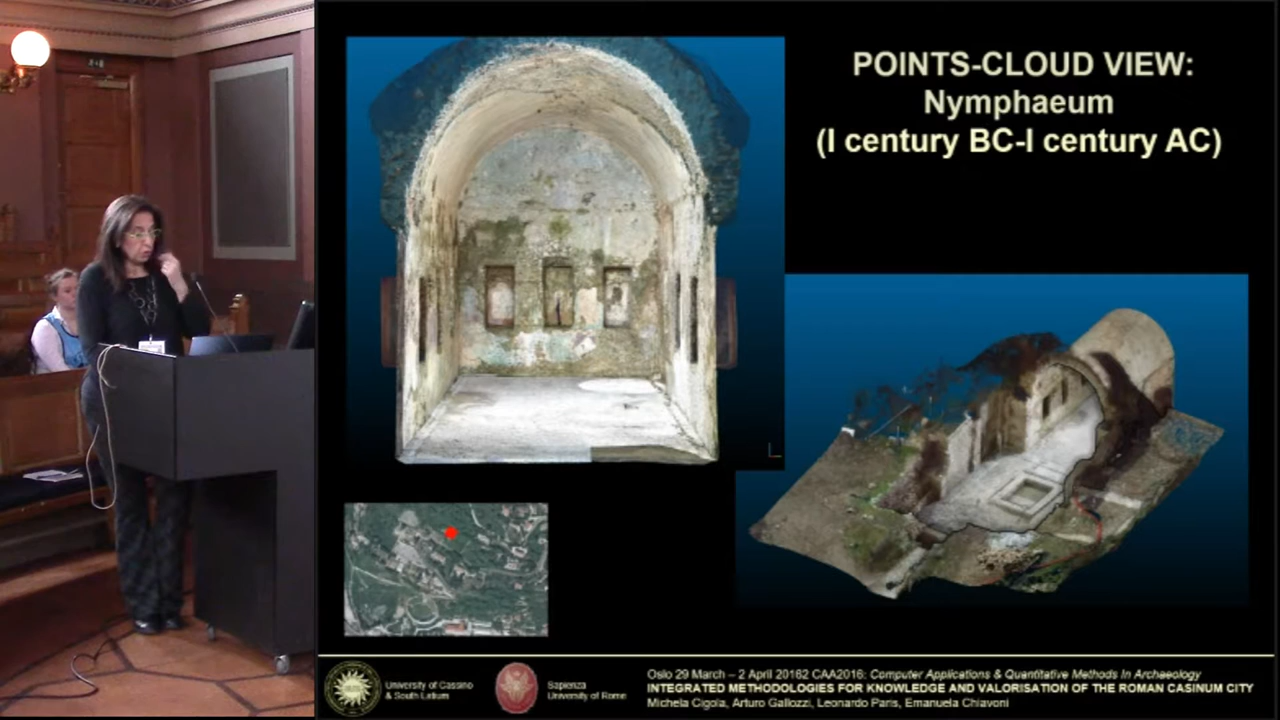 POINTS-CLOUD VIEW:
Nymphaeum
(I century BC-I century AC)
University of Cassino
& South Latium
Sapienza
University of Rome
Oslo 29 March – 2 April 20162 CAA2016: Computer Applications & Quantitative Methods In Archaeology
INTEGRATED METHODOLOGIES FOR KNOWLEDGE AND VALORISATION OF THE ROMAN CASINUM CITY
Michela Cigola, Arturo Gallozzi, Leonardo Paris, Emanuela Chiavoni